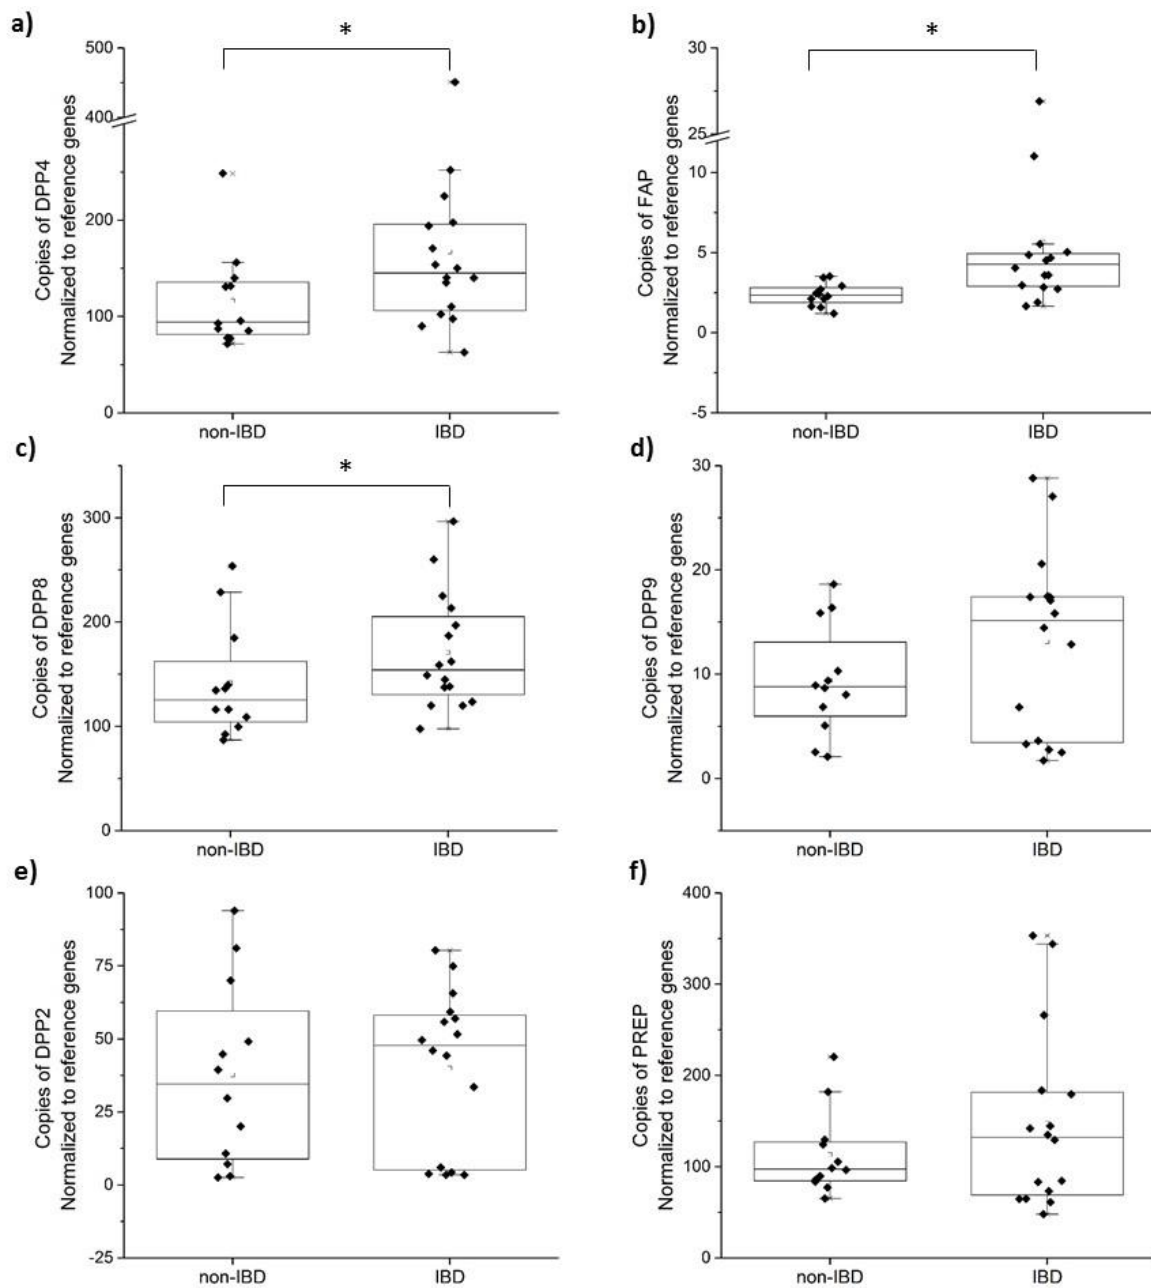 a)
*
500
400
200
100
0
Copies of DPP4
Normalized to reference genes
non-IBD
IBD
b)
*
30
25
10
5
0
-5
Copies of FAP
Normalized to reference genes
non-IBD
IBD
c)
*
300
200
100
0
Copies of DPP8
Normalized to reference genes
non-IBD
IBD
d)
30
20
10
0
Copies of DPP9
Normalized to reference genes
non-IBD
IBD
e)
100
75
50
25
0
-25
Copies of DPP2
Normalized to reference genes
non-IBD
IBD
f)
400
300
200
100
0
Copies of PREP
Normalized to reference genes
non-IBD
IBD